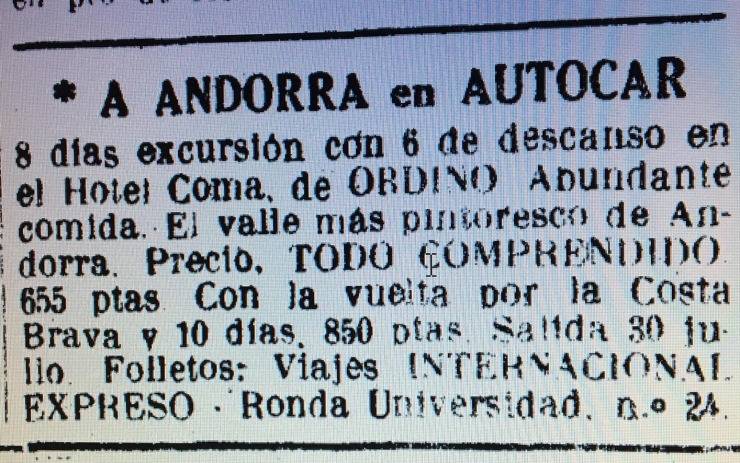 * A ANDORRA en AUTOCAR
8 días excursión con 6 de descanso en
el Hotel Coma, de ORDINO Abundante
comida. El valle más pintoresco de An-
dorra. Precio, TODO COMPRENDIDO
655 ptas Con la vuelta por la Costa
Brava y 10 días, 850 ptas. Salida 30 ju-
lio. Folletos: Viajes INTERNACIONAL
EXPRESO - Ronda Universidad, n.º 24.